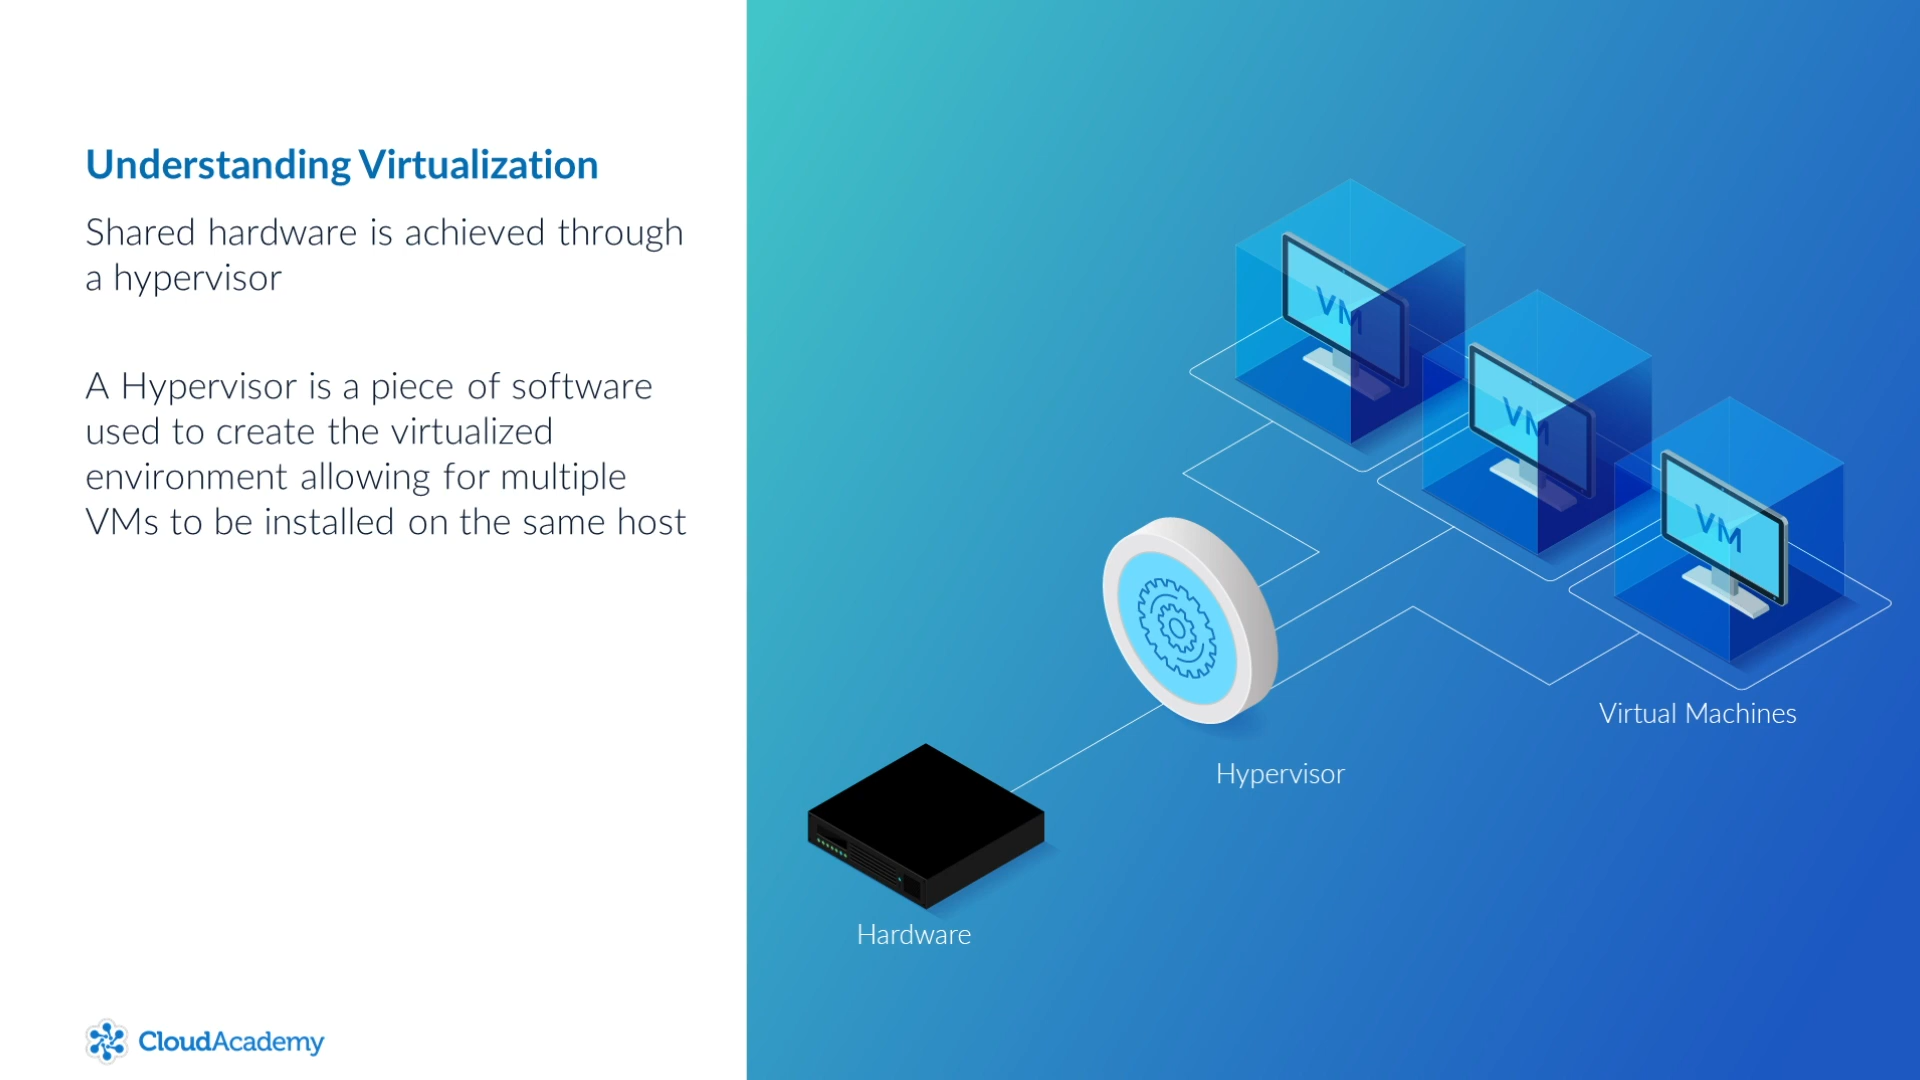 Understanding Virtualization
Shared hardware is achieved through
a hypervisor
A Hypervisor is a piece of software
used to create the virtualized
environment allowing for multiple
VMs to be installed on the same host
VM
VM
VM
Virtual Machines
Hypervisor
Hardware
CloudAcademy